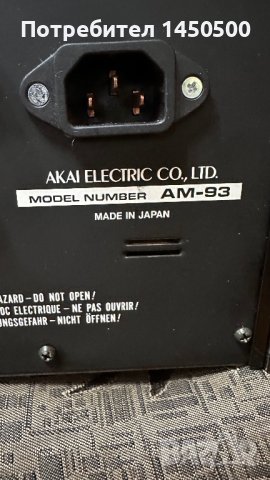 Потребител 1450500
AKAI ELECTRIC CO., LTD.
MODEL NUMBER AM-93
MADE IN JAPAN
AZARD – DO NOT OPEN!
OC ELECTRIQUE – NE PAS OUVRIR!
UNGSGEFAHR – NICHT ÖFFNEN!